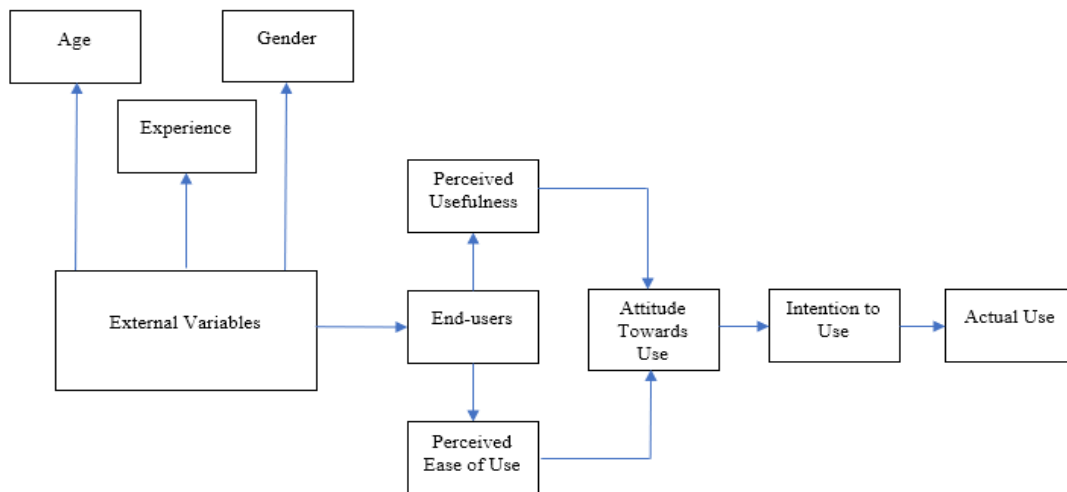 Age
Gender
Experience
Perceived
Usefulness
External Variables
End-users
Attitude
Towards
Use
Intention to
Use
Actual Use
Perceived
Ease of Use